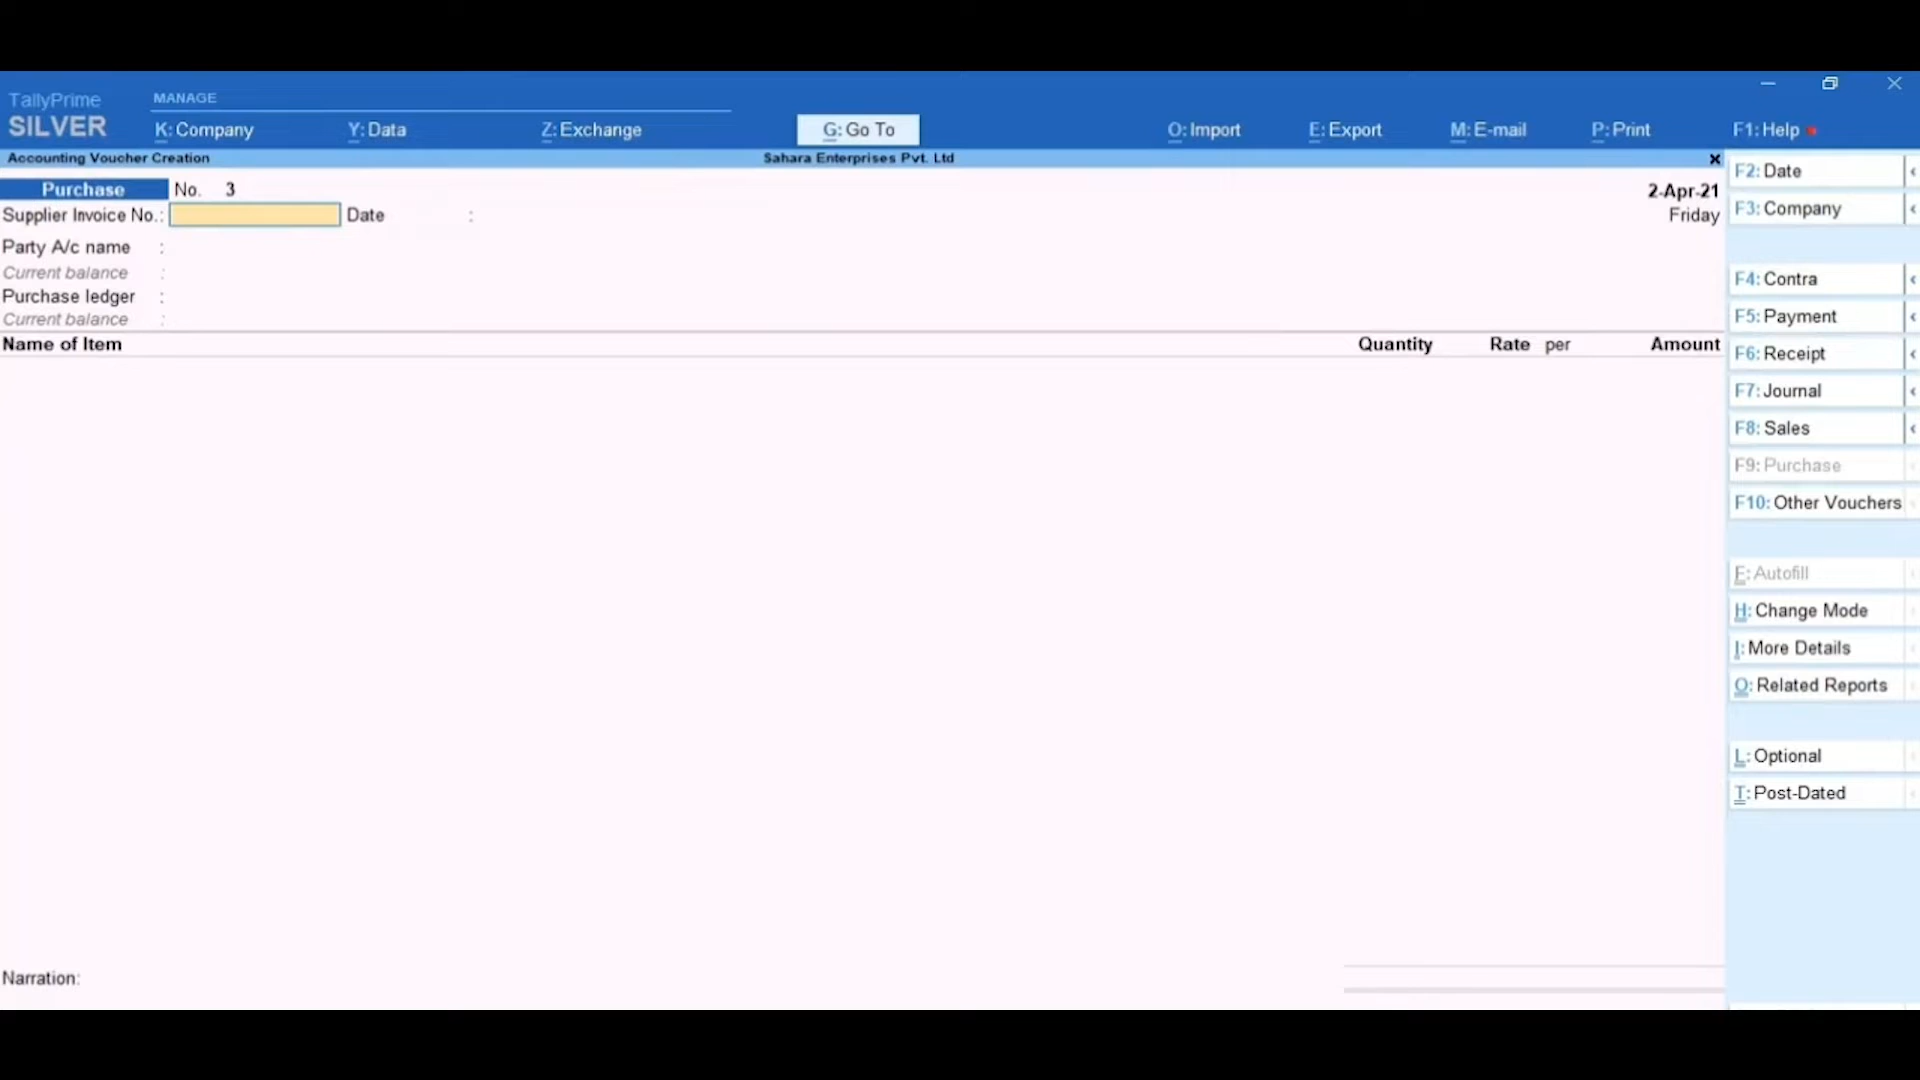 TallyPrime
SILVER
MANAGE
K: Company Y: Data Z: Exchange G: Go To O: Import E: Export M: E-mail P: Print F1: Help
Accounting Voucher Creation Sahara Enterprises Pvt. Ltd x
Purchase No. 3 2-Apr-21
Supplier Invoice No.: Date : Friday
Party A/c name :
Current balance :
Purchase ledger :
Current balance :
Name of Item Quantity Rate per Amount
Narration:
F2: Date
F3: Company
F4: Contra
F5: Payment
F6: Receipt
F7: Journal
F8: Sales
F9: Purchase
F10: Other Vouchers
F: Autofill
H: Change Mode
I: More Details
O: Related Reports
L: Optional
T: Post-Dated